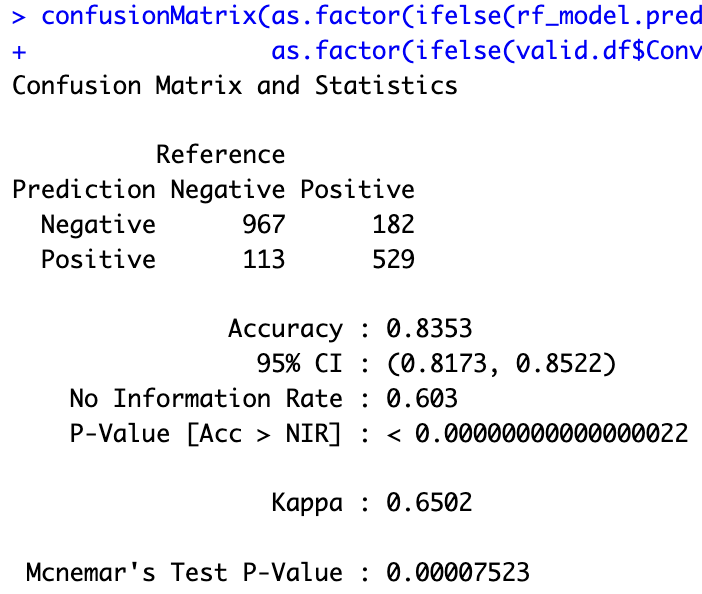 > confusionMatrix(as.factor(ifelse(rf_model.pred
+ as.factor(ifelse(valid.df$Conv
Confusion Matrix and Statistics
Reference
Prediction Negative Positive
Negative 967 182
Positive 113 529
Accuracy : 0.8353
95% CI : (0.8173, 0.8522)
No Information Rate : 0.603
P-Value [Acc > NIR] : < 0.00000000000000022
Kappa : 0.6502
Mcnemar's Test P-Value : 0.00007523